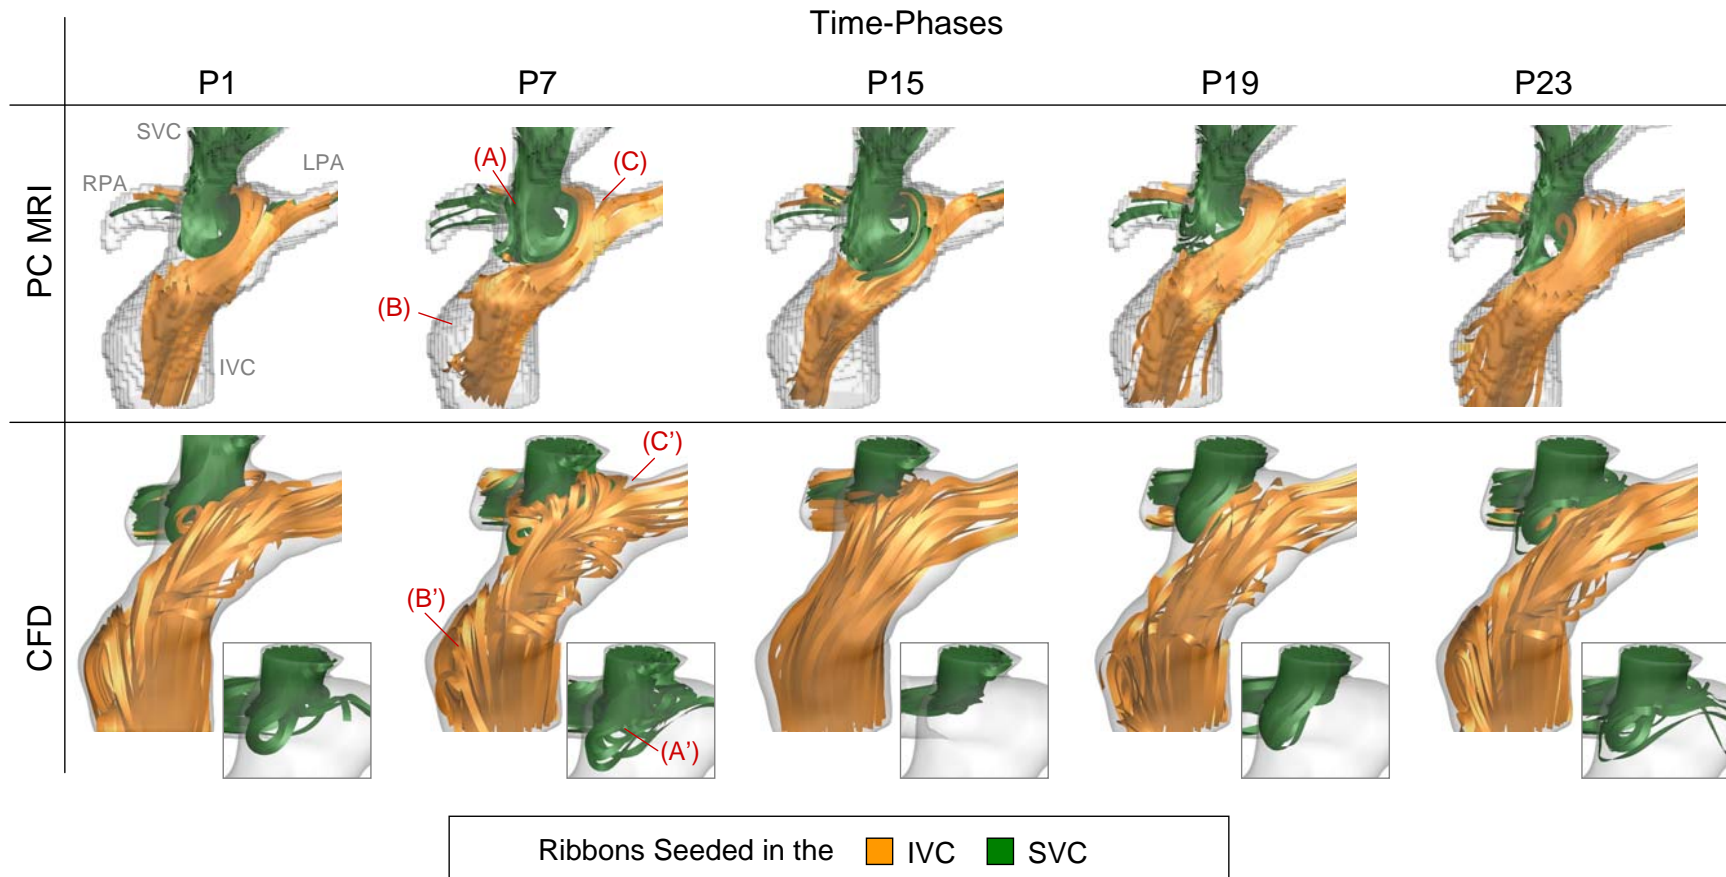 Time-Phases
P1 P7 P15 P19 P23
PC MRI
SVC
RPA
LPA
IVC
(A)
(C)
(B)
CFD
(C’)
(B’)
(A’)
Ribbons Seeded in the IVC SVC